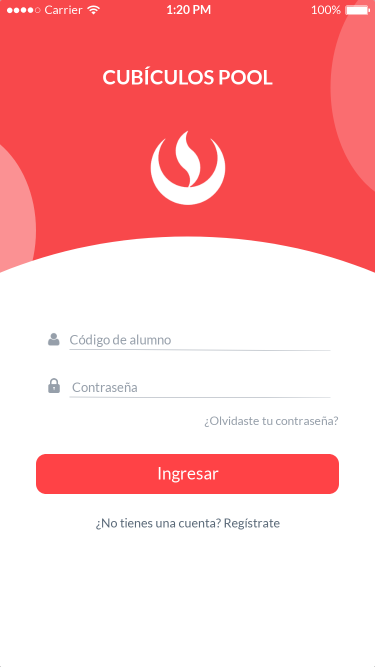 Carrier 1:20 PM 100%
CUBÍCULOS POOL
Código de alumno
Contraseña
¿Olvidaste tu contraseña?
Ingresar
¿No tienes una cuenta? Regístrate